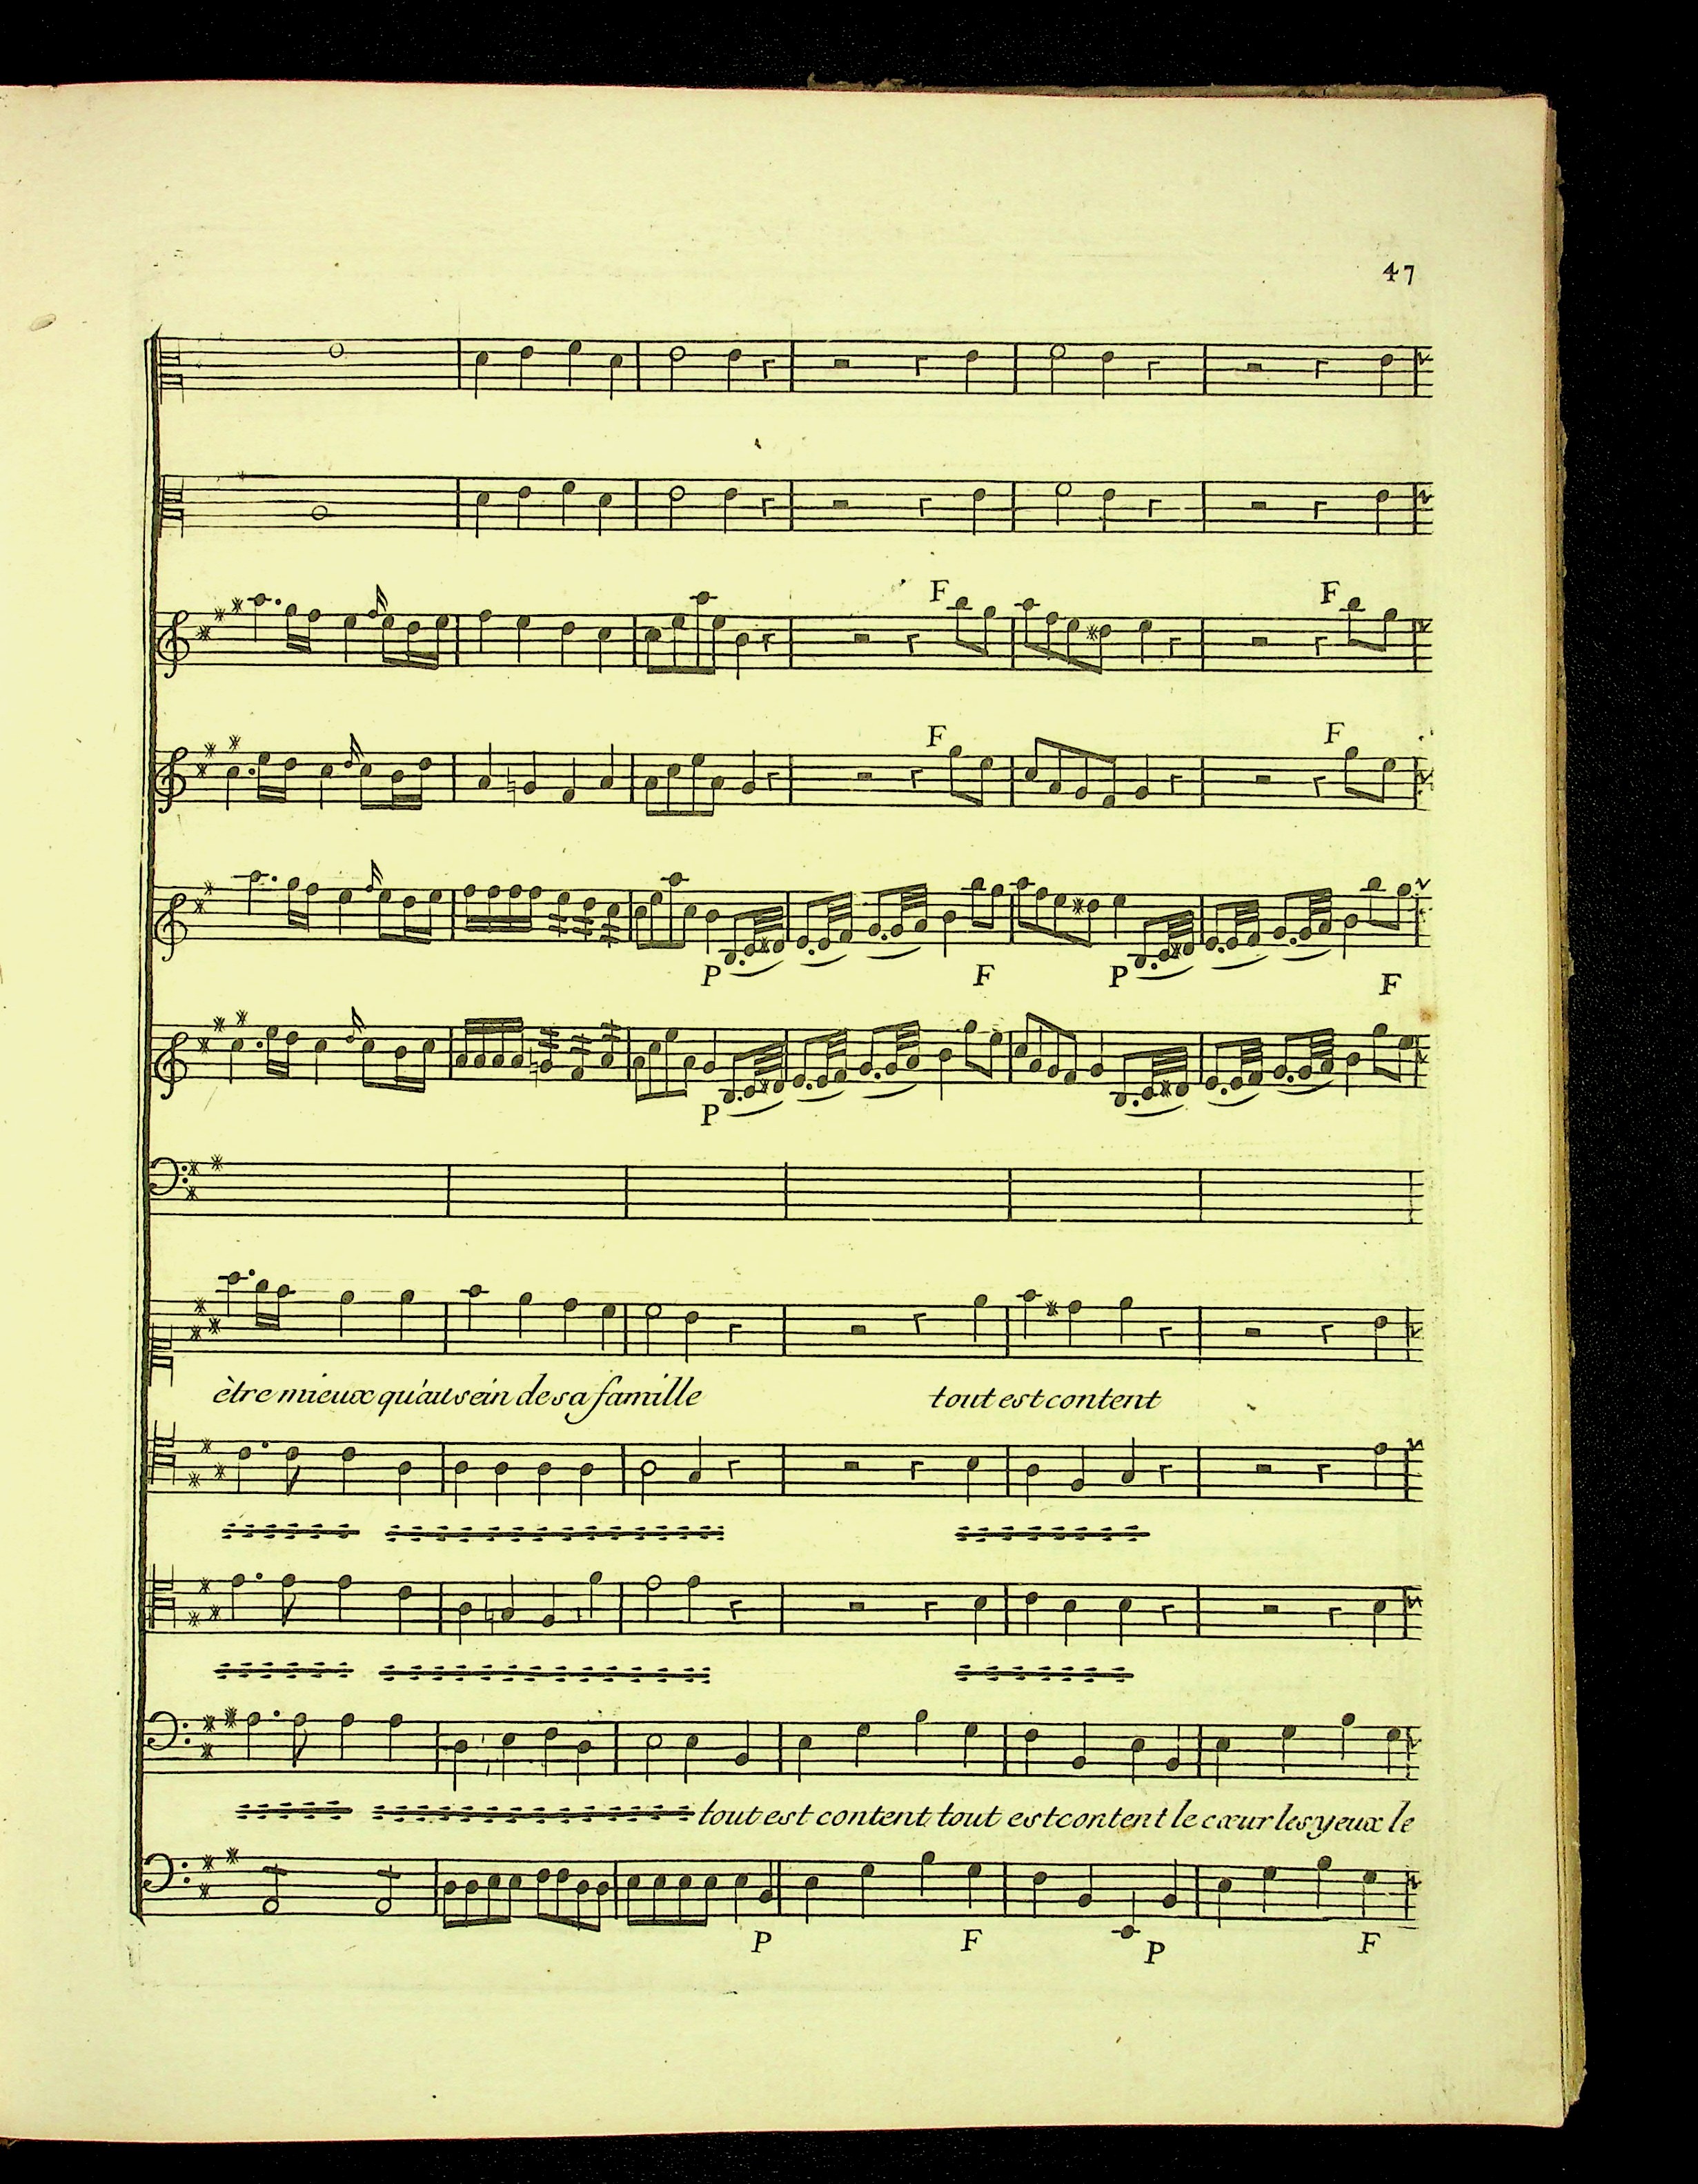 47
F F
F F
P F P F
P
être mieux qu'au sein de sa famille tout est content
tout est content tout est content le cœur les yeux le
P F P F